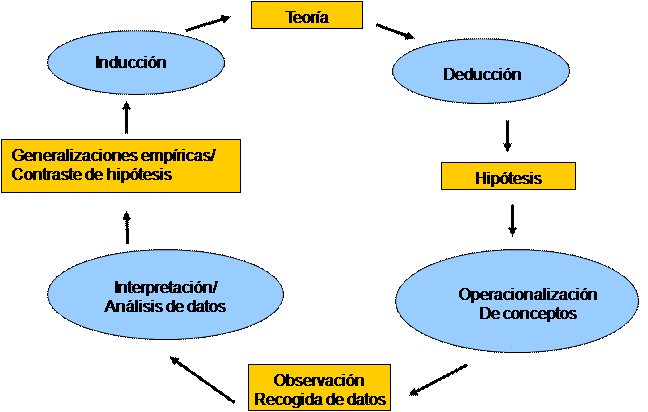 Teoría
Inducción
Deducción
Generalizaciones empíricas/
Contraste de hipótesis
Hipótesis
Interpretación/
Análisis de datos
Operacionalización
De conceptos
Observación
Recogida de datos